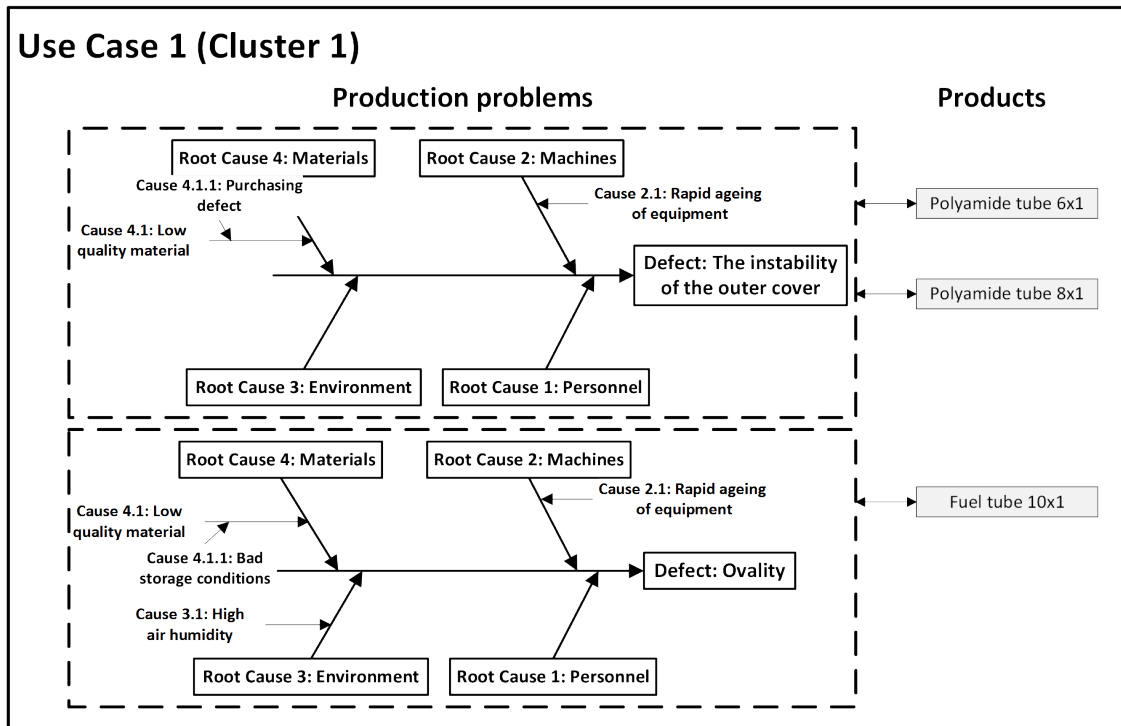 Use Case 1 (Cluster 1)
Production problems
Products
Root Cause 4: Materials
Root Cause 2: Machines
Cause 4.1.1: Purchasing
defect
Cause 2.1: Rapid ageing
of equipment
Cause 4.1: Low
quality material
Defect: The instability
of the outer cover
Root Cause 3: Environment
Root Cause 1: Personnel
Polyamide tube 6x1
Polyamide tube 8x1
Root Cause 4: Materials
Root Cause 2: Machines
Cause 2.1: Rapid ageing
of equipment
Cause 4.1: Low
quality material
Cause 4.1.1: Bad
storage conditions
Defect: Ovality
Cause 3.1: High
air humidity
Root Cause 3: Environment
Root Cause 1: Personnel
Fuel tube 10x1